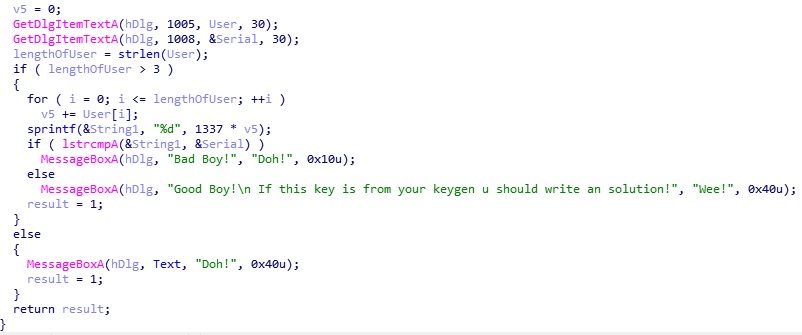 v5 = 0;
GetDlgItemTextA(hDlg, 1005, User, 30);
GetDlgItemTextA(hDlg, 1008, &Serial, 30);
lengthOfUser = strlen(User);
if ( lengthOfUser > 3 )
{
for ( i = 0; i <= lengthOfUser; ++i )
v5 += User[i];
sprintf(&String1, "%d", 1337 * v5);
if ( lstrcmpA(&String1, &Serial) )
MessageBoxA(hDlg, "Bad Boy!", "Doh!", 0x10u);
else
MessageBoxA(hDlg, "Good Boy!\n If this key is from your keygen u should write an solution!", "Wee!", 0x40u);
result = 1;
}
else
{
MessageBoxA(hDlg, Text, "Doh!", 0x40u);
result = 1;
}
return result;
}